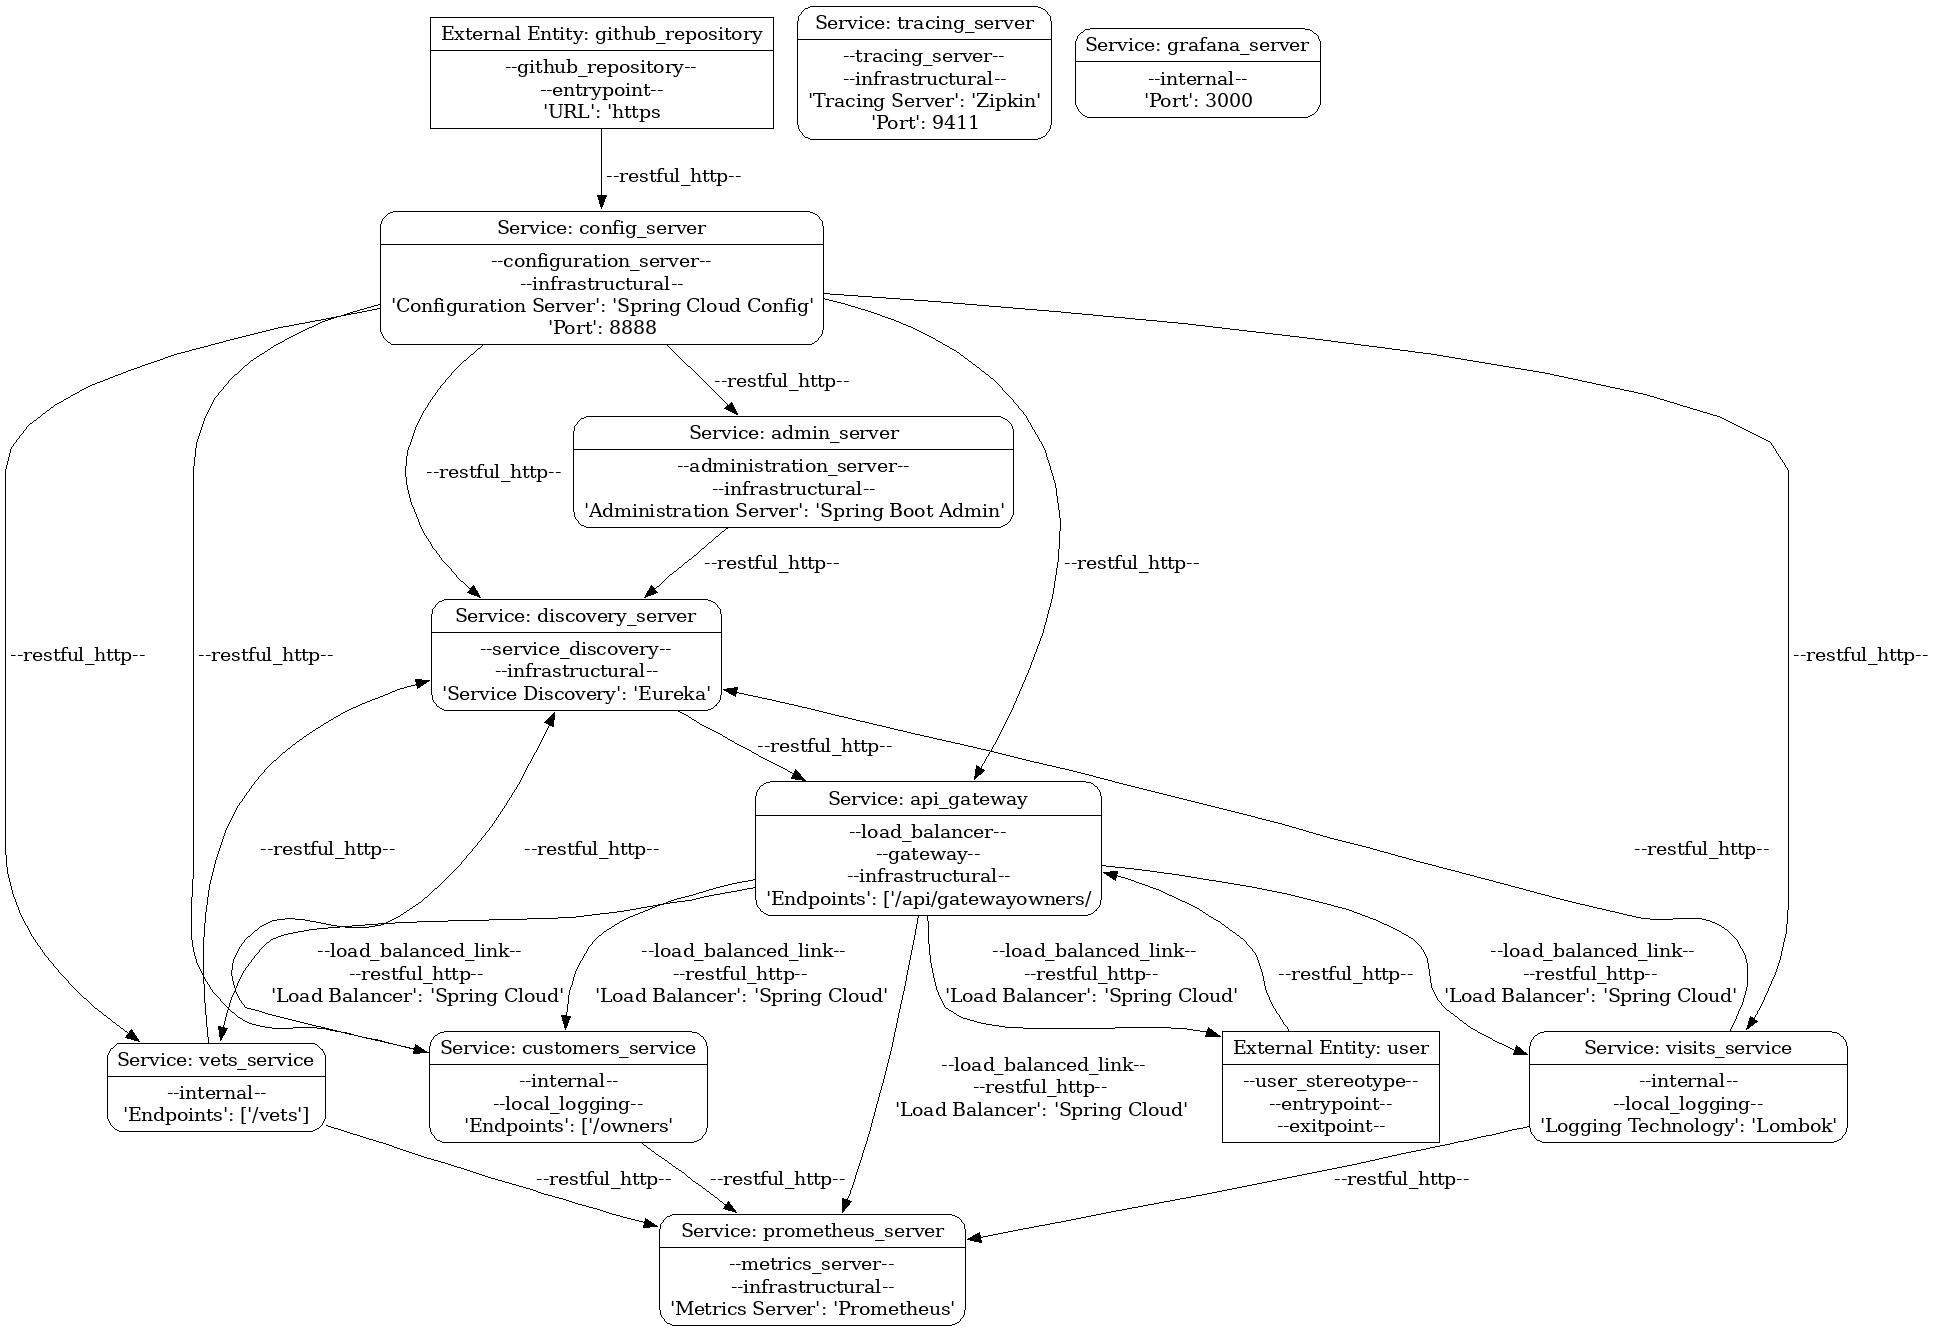 External Entity: github_repository
--github_repository--
--entrypoint--
'URL': 'https
Service: tracing_server
--tracing_server--
--infrastructural--
'Tracing Server': 'Zipkin'
'Port': 9411
Service: grafana_server
--internal--
'Port': 3000
--restful_http--
Service: config_server
--configuration_server--
--infrastructural--
'Configuration Server': 'Spring Cloud Config'
'Port': 8888
--restful_http--
Service: admin_server
--administration_server--
--infrastructural--
'Administration Server': 'Spring Boot Admin'
--restful_http--
--restful_http--
--restful_http--
Service: discovery_server
--service_discovery--
--infrastructural--
'Service Discovery': 'Eureka'
--restful_http--
--restful_http--
--restful_http--
--restful_http--
Service: api_gateway
--load_balancer--
--gateway--
--infrastructural--
'Endpoints': ['/api/gatewayowners/
--restful_http--
--restful_http--
--restful_http--
--load_balanced_link--
--restful_http--
'Load Balancer': 'Spring Cloud'
--load_balanced_link--
--restful_http--
'Load Balancer': 'Spring Cloud'
--load_balanced_link--
--restful_http--
'Load Balancer': 'Spring Cloud'
--restful_http--
--load_balanced_link--
--restful_http--
'Load Balancer': 'Spring Cloud'
Service: vets_service
--internal--
'Endpoints': ['/vets']
Service: customers_service
--internal--
--local_logging--
'Endpoints': ['/owners'
--load_balanced_link--
--restful_http--
'Load Balancer': 'Spring Cloud'
External Entity: user
--user_stereotype--
--entrypoint--
--exitpoint--
Service: visits_service
--internal--
--local_logging--
'Logging Technology': 'Lombok'
--restful_http--
--restful_http--
--restful_http--
Service: prometheus_server
--metrics_server--
--infrastructural--
'Metrics Server': 'Prometheus'